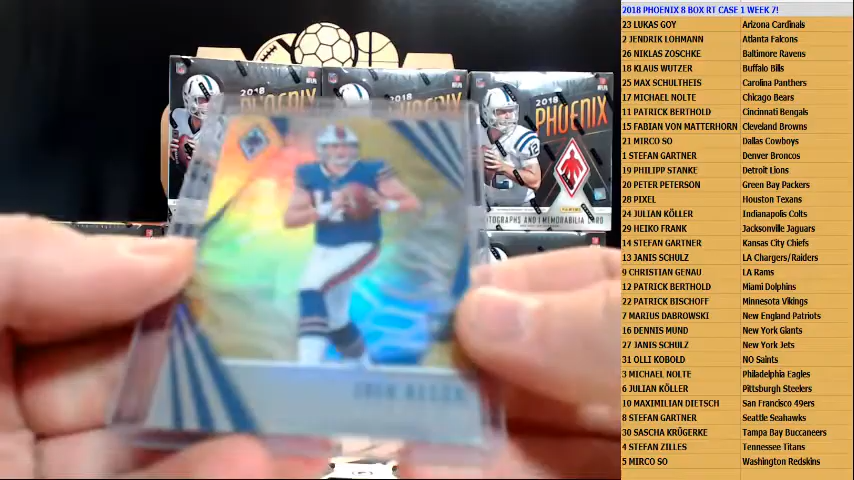 2018 PHOENIX 8 BOX RT CASE 1 WEEK 7!
23 LUKAS GOY Arizona Cardinals
2 JENDRIK LOHMANN Atlanta Falcons
26 NIKLAS ZOSCHKE Baltimore Ravens
18 KLAUS WUTZER Buffalo Bills
25 MAX SCHULTHEIS Carolina Panthers
17 MICHAEL NOLTE Chicago Bears
11 PATRICK BERTHOLD Cincinnati Bengals
15 FABIAN VON MATTERHORN Cleveland Browns
21 MIRCO SO Dallas Cowboys
1 STEFAN GARTNER Denver Broncos
19 PHILIPP STANKE Detroit Lions
20 PETER PETERSON Green Bay Packers
28 PIXEL Houston Texans
24 JULIAN KÖLLER Indianapolis Colts
29 HEIKO FRANK Jacksonville Jaguars
14 STEFAN GARTNER Kansas City Chiefs
13 JANIS SCHULZ LA Chargers/Raiders
9 CHRISTIAN GENAU LA Rams
12 PATRICK BERTHOLD Miami Dolphins
22 PATRICK BISCHOFF Minnesota Vikings
7 MARIUS DABROWSKI New England Patriots
16 DENNIS MUND New York Giants
27 JANIS SCHULZ New York Jets
31 OLLI KOBOLD NO Saints
3 MICHAEL NOLTE Philadelphia Eagles
6 JULIAN KÖLLER Pittsburgh Steelers
10 MAXIMILIAN DIETSCH San Francisco 49ers
8 STEFAN GARTNER Seattle Seahawks
30 SASCHA KRÜGERKE Tampa Bay Buccaneers
4 STEFAN ZILLES Tennessee Titans
5 MIRCO SO Washington Redskins
2018
PHOENIX
2018
PHOENIX
2018
PHOENIX
PANINI
JOSH ALLEN